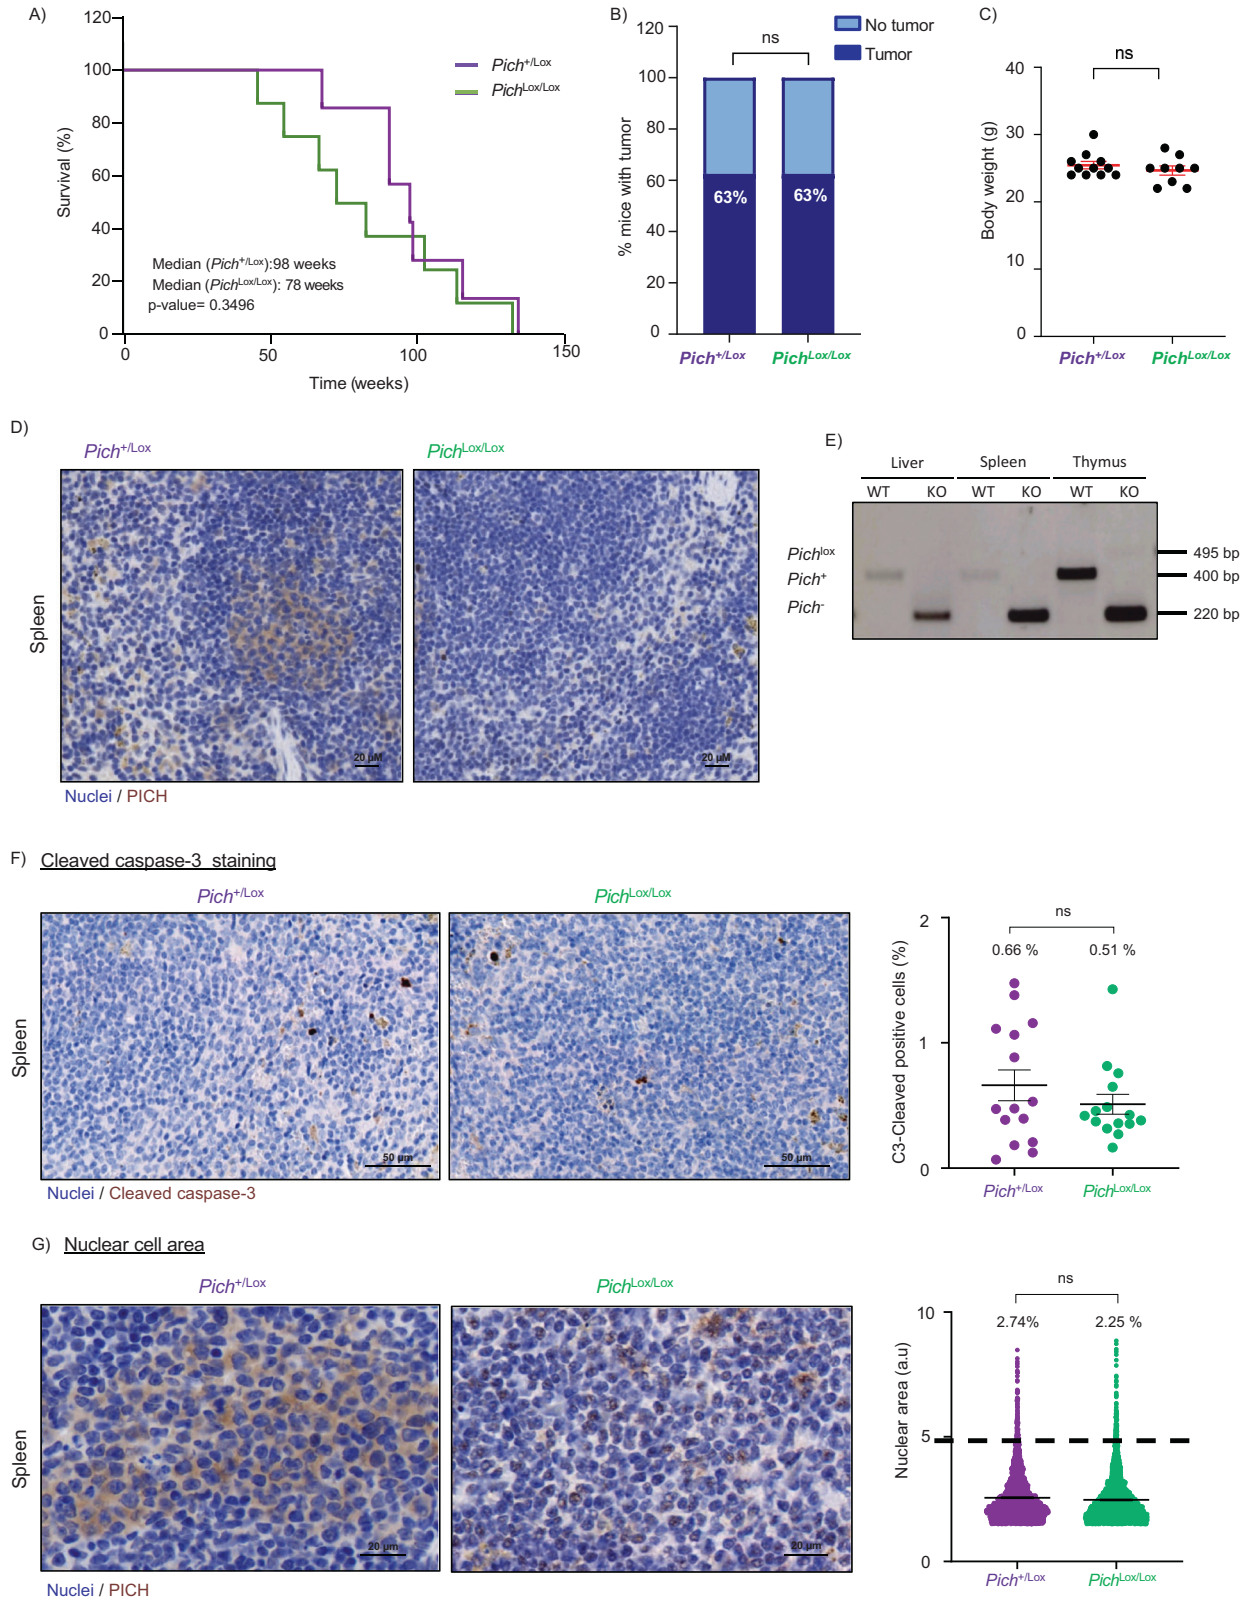 A)
120
100
80
60
40
20
0
Survival (%)
Pich+/Lox
PichLox/Lox
Median (Pich+/Lox):98 weeks
Median (PichLox/Lox): 78 weeks
p-value= 0.3496
0
50
100
150
Time (weeks)
B)
No tumor
Tumor
ns
120
100
80
60
40
20
0
% mice with tumor
63%
63%
Pich+/Lox
PichLox/Lox
C)
ns
40
30
20
10
0
Body weight (g)
Pich+/Lox
PichLox/Lox
D)
Pich+/Lox
PichLox/Lox
Spleen
20 µM
20 µM
Nuclei / PICH
E)
Liver
Spleen
Thymus
WT
KO
WT
KO
WT
KO
Pichlox
Pich+
Pich-
495 bp
400 bp
220 bp
F)
Cleaved caspase-3 staining
Pich+/Lox
PichLox/Lox
Spleen
50 µm
50 µm
Nuclei / Cleaved caspase-3
ns
0.66 %
0.51 %
2
1
0
C3-Cleaved positive cells (%)
Pich+/Lox
PichLox/Lox
G)
Nuclear cell area
Pich+/Lox
PichLox/Lox
Spleen
20 µm
20 µm
Nuclei / PICH
ns
2.74%
2.25 %
10
5
0
Nuclear area (a.u)
Pich+/Lox
PichLox/Lox